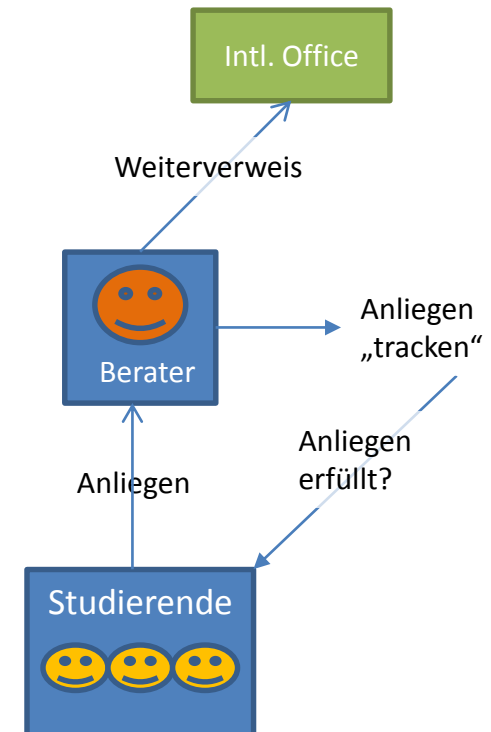 Intl. Office
Weiterverweis
Berater
Anliegen
„tracken“
Anliegen
erfüllt?
Anliegen
Studierende